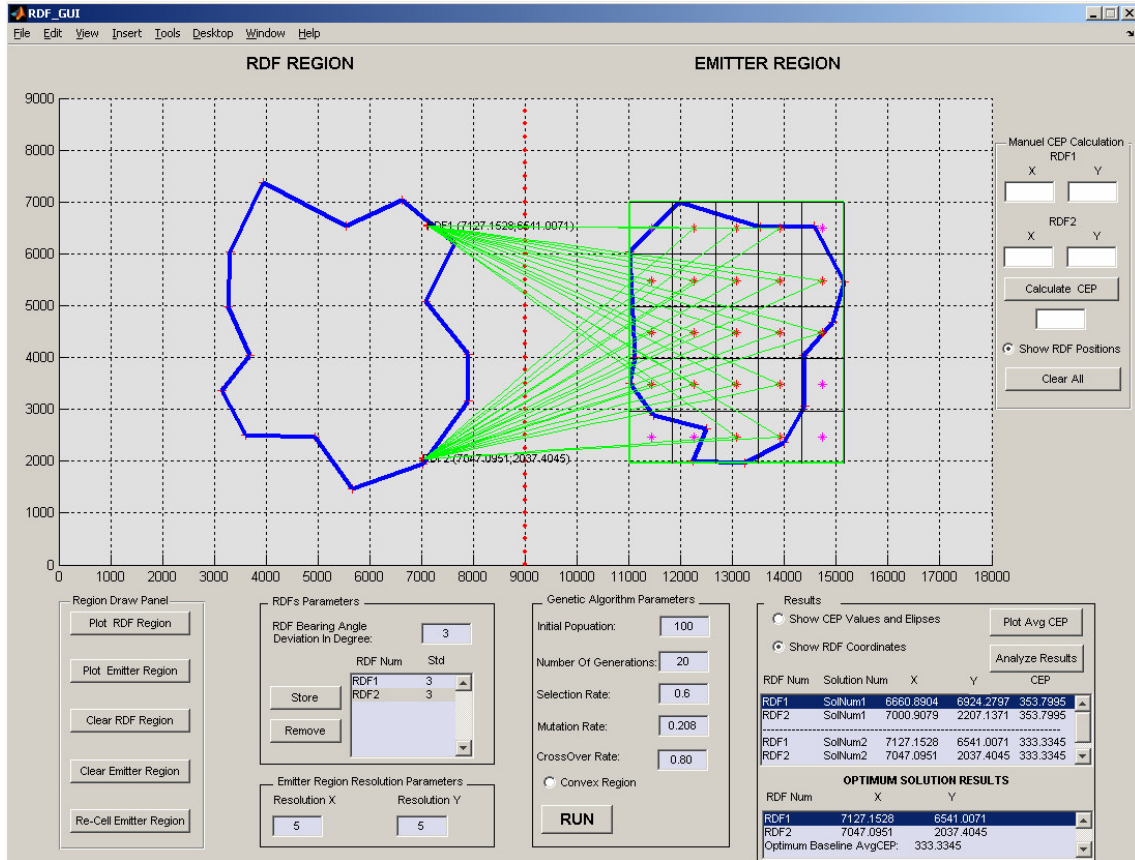 RDF_GUI
File Edit View Insert Tools Desktop Window Help
RDF REGION
EMITTER REGION
9000
8000
7000
6000
5000
4000
3000
2000
1000
0
0 1000 2000 3000 4000 5000 6000 7000 8000 9000 10000 11000 12000 13000 14000 15000 16000 17000 18000
RDF1 (7127.1528;6541.0071)
RDF2 (7047.0951;2037.4045)
Manuel CEP Calculation
RDF1
X Y
RDF2
X Y
Calculate CEP
Show RDF Positions
Clear All
Region Draw Panel
Plot RDF Region
Plot Emitter Region
Clear RDF Region
Clear Emitter Region
Re-Cell Emitter Region
RDFs Parameters
RDF Bearing Angle
Deviation In Degree:
3
RDF Num Std
RDF1 3
RDF2 3
Store
Remove
Emitter Region Resolution Parameters
Resolution X Resolution Y
5 5
Genetic Algorithm Parameters
Initial Popuation: 100
Number Of Generations: 20
Selection Rate: 0.6
Mutation Rate: 0.208
CrossOver Rate: 0.80
Convex Region
RUN
Results
Show CEP Values and Elipses
Plot Avg CEP
Show RDF Coordinates
Analyze Results
RDF Num Solution Num X Y CEP
RDF1 SolNum1 6660.8904 6924.2797 353.7995
RDF2 SolNum1 7000.9079 2207.1371 353.7995
RDF1 SolNum2 7127.1528 6541.0071 333.3345
RDF2 SolNum2 7047.0951 2037.4045 333.3345
OPTIMUM SOLUTION RESULTS
RDF Num X Y
RDF1 7127.1528 6541.0071
RDF2 7047.0951 2037.4045
Optimum Baseline AvgCEP: 333.3345